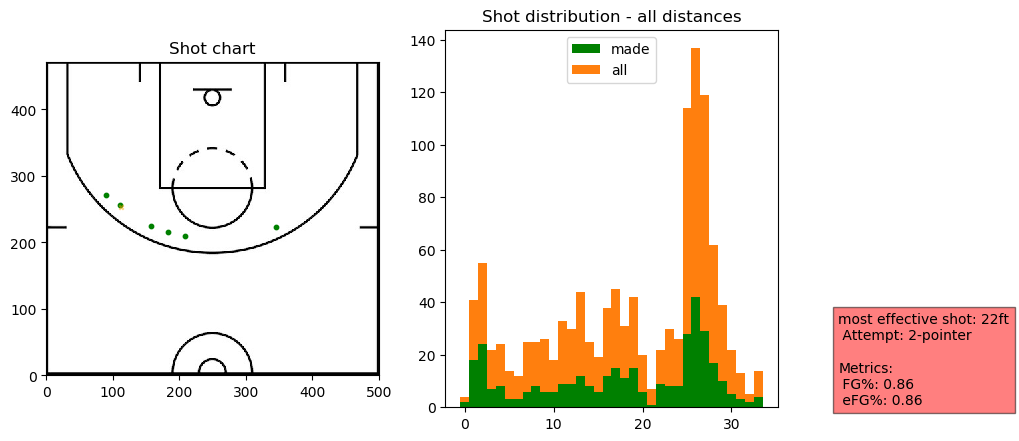 Shot chart
400
300
200
100
0
0
100
200
300
400
500
Shot distribution - all distances
made
all
140
120
100
80
60
40
20
0
0
10
20
30
most effective shot: 22ft
Attempt: 2-pointer
Metrics:
FG%: 0.86
eFG%: 0.86